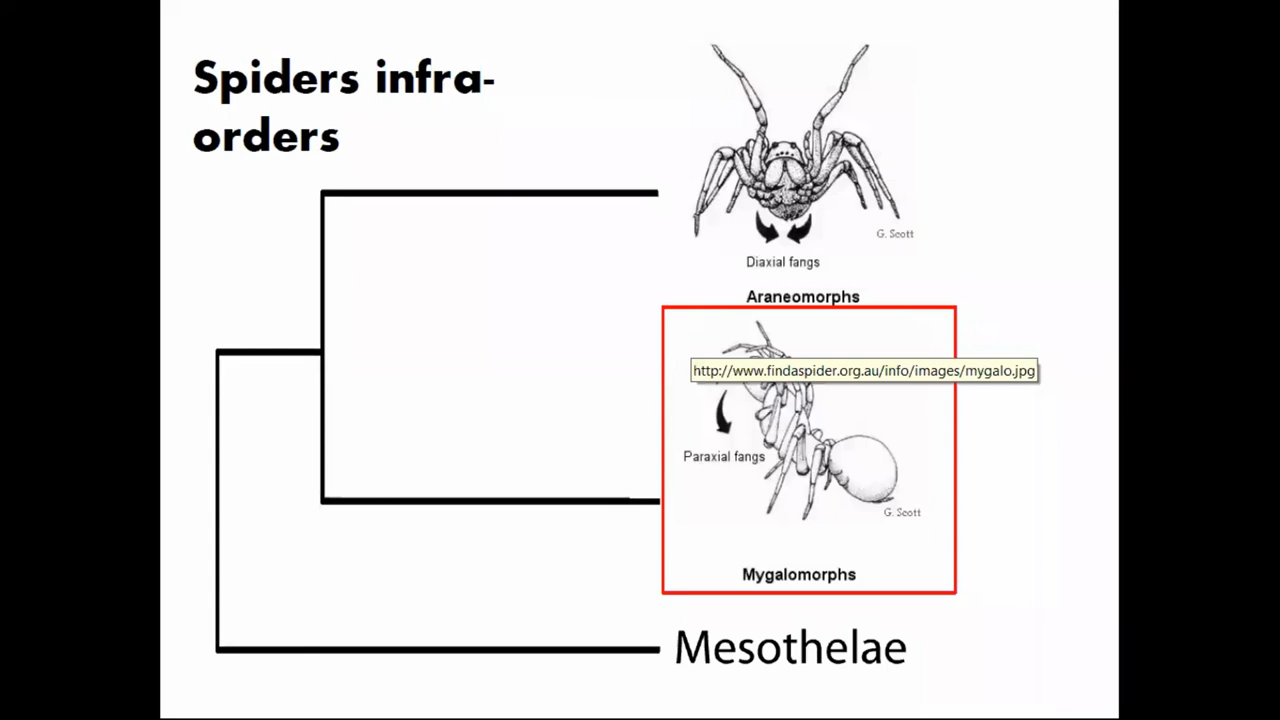 Spiders infra-
orders
G. Scott
Diaxial fangs
Araneomorphs
http://www.findaspider.org.au/info/images/mygalo.jpg
Paraxial fangs
G. Scott
Mygalomorphs
Mesothelae